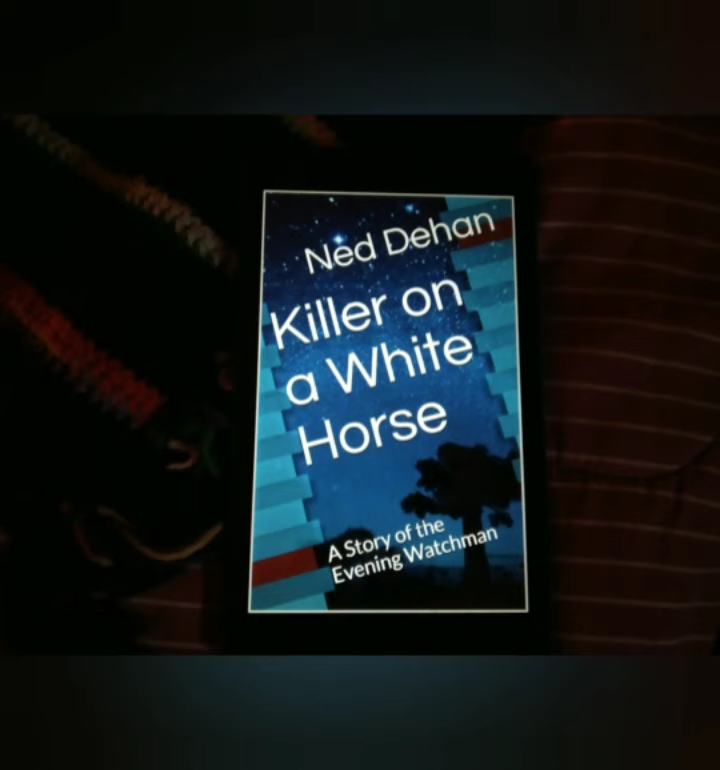 Ned Dehan
Killer on
a White
Horse
A Story of the
Evening Watchman